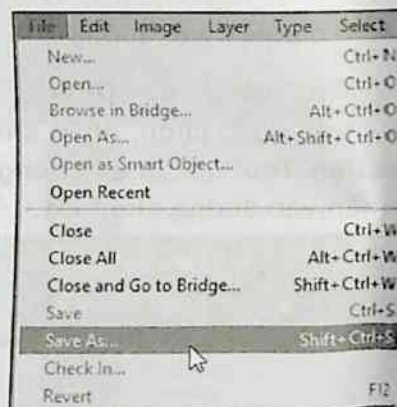 File Edit Image Layer Type Select
New... Ctrl+N
Open... Ctrl+O
Browse in Bridge... Alt+Ctrl+O
Open As... Alt+Shift+Ctrl+O
Open as Smart Object...
Open Recent
Close Ctrl+W
Close All Alt+Ctrl+W
Close and Go to Bridge... Shift+Ctrl+W
Save Ctrl+S
Save As... Shift+Ctrl+S
Check In...
Revert F12